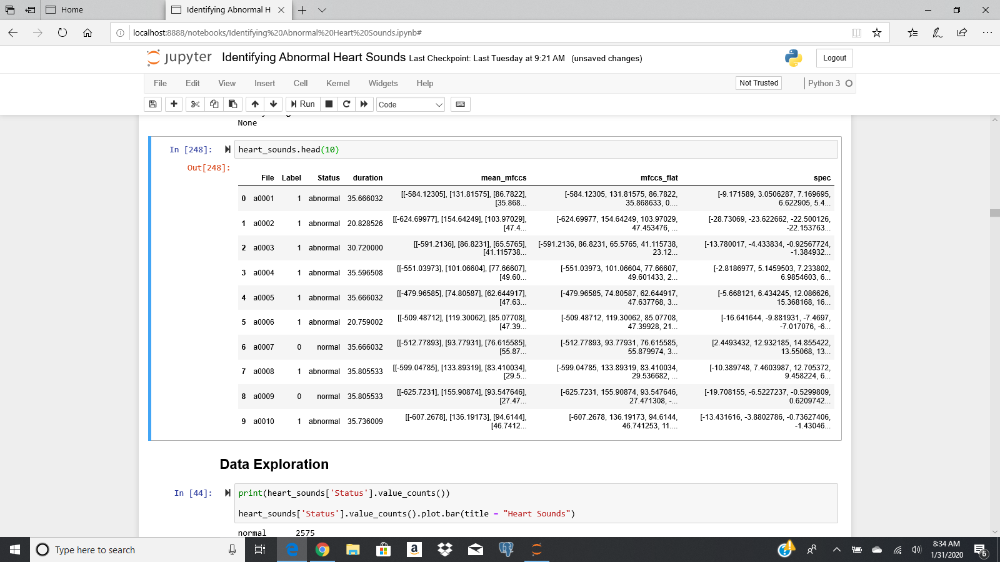 Home
Identifying Abnormal H
localhost:8888/notebooks/Identifying%20Abnormal%20Heart%20Sounds.ipynb#
jupyter Identifying Abnormal Heart Sounds Last Checkpoint: Last Tuesday at 9:21 AM (unsaved changes)
Logout
File Edit View Insert Cell Kernel Widgets Help
Not Trusted
Python 3
Run
Code
None
In [248]: heart_sounds.head(10)
Out[248]:
File Label Status duration mean_mfccs mfccs_flat spec
0 a0001 1 abnormal 35.666032 [[-584.12305], [131.81575], [86.7822], [-584.12305, 131.81575, 86.7822, [-9.171589, 3.0506287, 7.169695,
[35.868... 35.868633, 0.... 6.622905, 5.4...
1 a0002 1 abnormal 20.828526 [[-624.69977], [154.64249], [103.97029], [-624.69977, 154.64249, 103.97029, [-28.73069, -23.622662, -22.500126,
[47.4... 47.453476, ... -22.153763...
2 a0003 1 abnormal 30.720000 [[-591.2136], [86.8231], [65.5765], [-591.2136, 86.8231, 65.5765, 41.115738, [-13.780017, -4.433834, -0.92567724,
[41.115738... 23.12... -1.384932...
3 a0004 1 abnormal 35.596508 [[-551.03973], [101.06604], [77.66607], [-551.03973, 101.06604, 77.66607, [-2.8186977, 5.1459503, 7.233802,
[49.60... 49.601433, 2... 6.9854603, 6...
4 a0005 1 abnormal 35.666032 [[-479.96585], [74.80587], [62.644917], [-479.96585, 74.80587, 62.644917, [-5.668121, 6.434245, 12.086626,
[47.63... 47.637768, 3... 15.368168, 16...
5 a0006 1 abnormal 20.759002 [[-509.48712], [119.30062], [85.07708], [-509.48712, 119.30062, 85.07708, [-16.641644, -9.881931, -7.4697,
[47.39... 47.39928, 21... -7.017076, -6...
6 a0007 0 normal 35.666032 [[-512.77893], [93.77931], [76.615585], [-512.77893, 93.77931, 76.615585, [2.4493432, 12.932185, 14.855422,
[55.87... 55.879974, 3... 13.55068, 13...
7 a0008 1 abnormal 35.805533 [[-599.04785], [133.89319], [83.410034], [-599.04785, 133.89319, 83.410034, [-10.389748, 7.4603987, 12.705372,
[29.5... 29.536682, ... 9.458224, 6...
8 a0009 0 normal 35.805533 [[-625.7231], [155.90874], [93.547646], [-625.7231, 155.90874, 93.547646, [-19.708155, -6.5227237, -0.5299809,
[27.47... 27.471308, -... 0.6209742...
9 a0010 1 abnormal 35.736009 [[-607.2678], [136.19173], [94.6144], [-607.2678, 136.19173, 94.6144, [-13.431616, -3.8802786, -0.73627406,
[46.7412... 46.741253, 11.... -1.43046...
Data Exploration
In [44]: print(heart_sounds['Status'].value_counts())
heart_sounds['Status'].value_counts().plot.bar(title = "Heart Sounds")
normal 2575
Type here to search
8:34 AM
1/31/2020
6